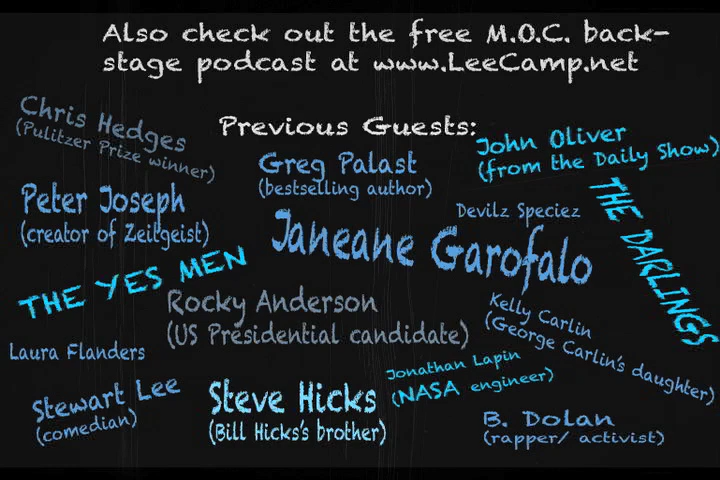 Also check out the free M.O.C. back-
stage podcast at www.LeeCamp.net
Previous Guests:
Chris Hedges
(Pulitzer Prize winner)
Greg Palast
(bestselling author)
John Oliver
(from the Daily Show)
Peter Joseph
(creator of Zeitgeist)
Devilz Speciez
Janeane Garofalo
THE DARLINGS
THE YES MEN
Rocky Anderson
(US Presidential candidate)
Kelly Carlin
(George Carlin's daughter)
Laura Flanders
Jonathan Lapin
(NASA engineer)
Stewart Lee
(comedian)
Steve Hicks
(Bill Hicks's brother)
B. Dolan
(rapper/ activist)